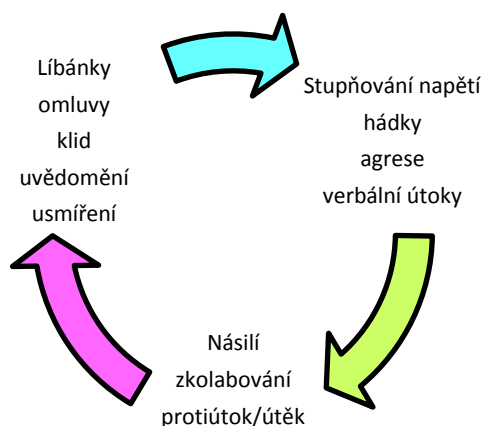 Líbánky
omluvy
klid
uvědomění
usmíření
Stupňování napětí
hádky
agrese
verbální útoky
Násilí
zkolabování
protiútok/útěk